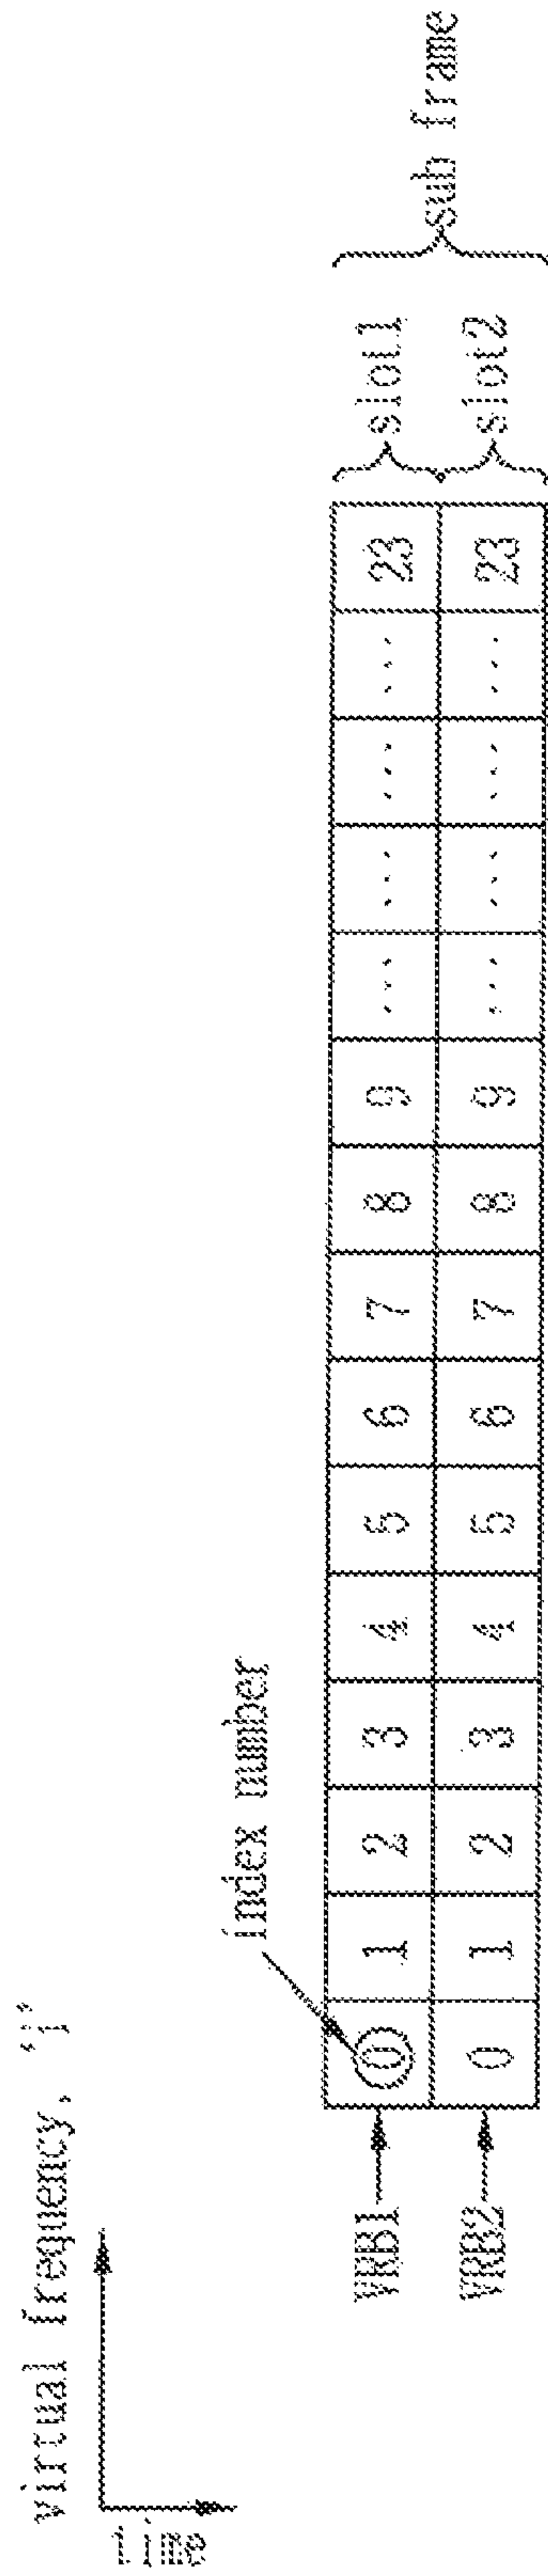 virtual frequency, 'j'
time
index number
VRB1
0 1 2 3 4 5 6 7 8 9 ... ... ... ... 23
slot1
VRB2
0 1 2 3 4 5 6 7 8 9 ... ... ... ... 23
slot2
sub frame